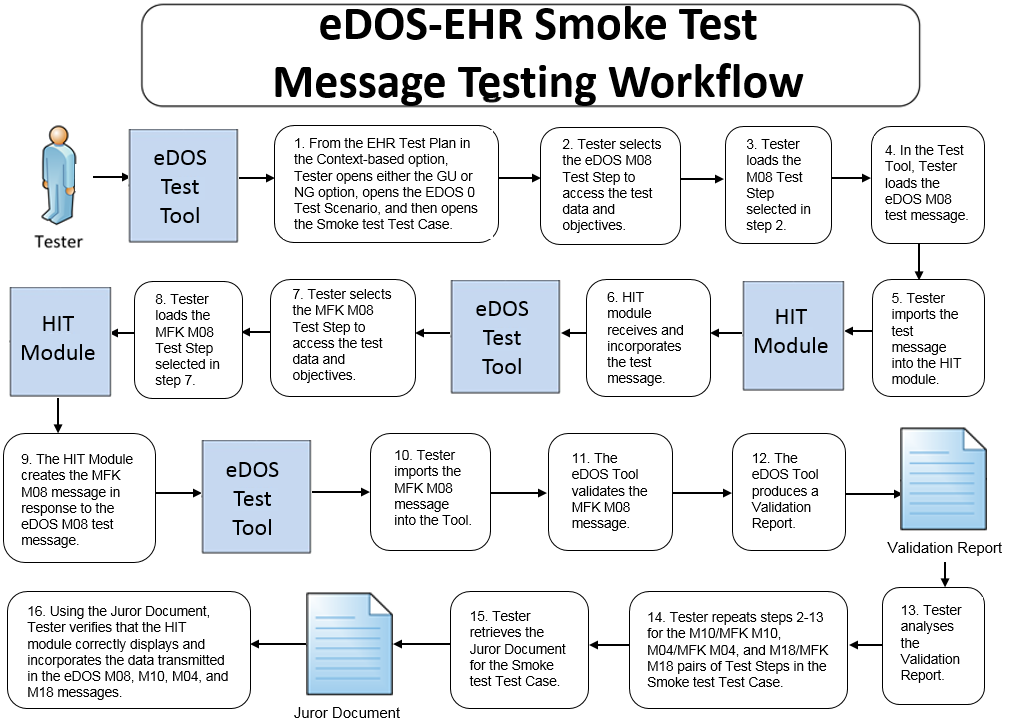 eDOS-EHR Smoke Test
Message Testing Workflow
Tester
eDOS
Test
Tool
1. From the EHR Test Plan in
the Context-based option,
Tester opens either the GU or
NG option, opens the EDOS 0
Test Scenario, and then opens
the Smoke test Test Case.
2. Tester selects
the eDOS M08
Test Step to
access the test
data and
objectives.
3. Tester
loads the
M08 Test
Step
selected in
step 2.
4. In the Test
Tool, Tester
loads the
eDOS M08
test message.
5. Tester
imports the
test
message
into the HIT
module.
HIT
Module
6. HIT
module
receives and
incorporates
the test
message.
eDOS
Test
Tool
7. Tester selects
the MFK M08
Test Step to
access the test
data and
objectives.
8. Tester
loads the
MFK M08
Test Step
selected in
step 7.
HIT
Module
9. The HIT Module
creates the MFK
M08 message in
response to the
eDOS M08 test
message.
eDOS
Test
Tool
10. Tester
imports the
MFK M08
message
into the Tool.
11. The
eDOS Tool
validates the
MFK M08
message.
12. The
eDOS Tool
produces a
Validation
Report.
Validation Report
13. Tester
analyses
the
Validation
Report.
14. Tester repeats steps 2-13
for the M10/MFK M10,
M04/MFK M04, and M18/MFK
M18 pairs of Test Steps in the
Smoke test Test Case.
15. Tester
retrieves the
Juror Document
for the Smoke
test Test Case.
Juror Document
16. Using the Juror Document,
Tester verifies that the HIT
module correctly displays and
incorporates the data transmitted
in the eDOS M08, M10, M04, and
M18 messages.